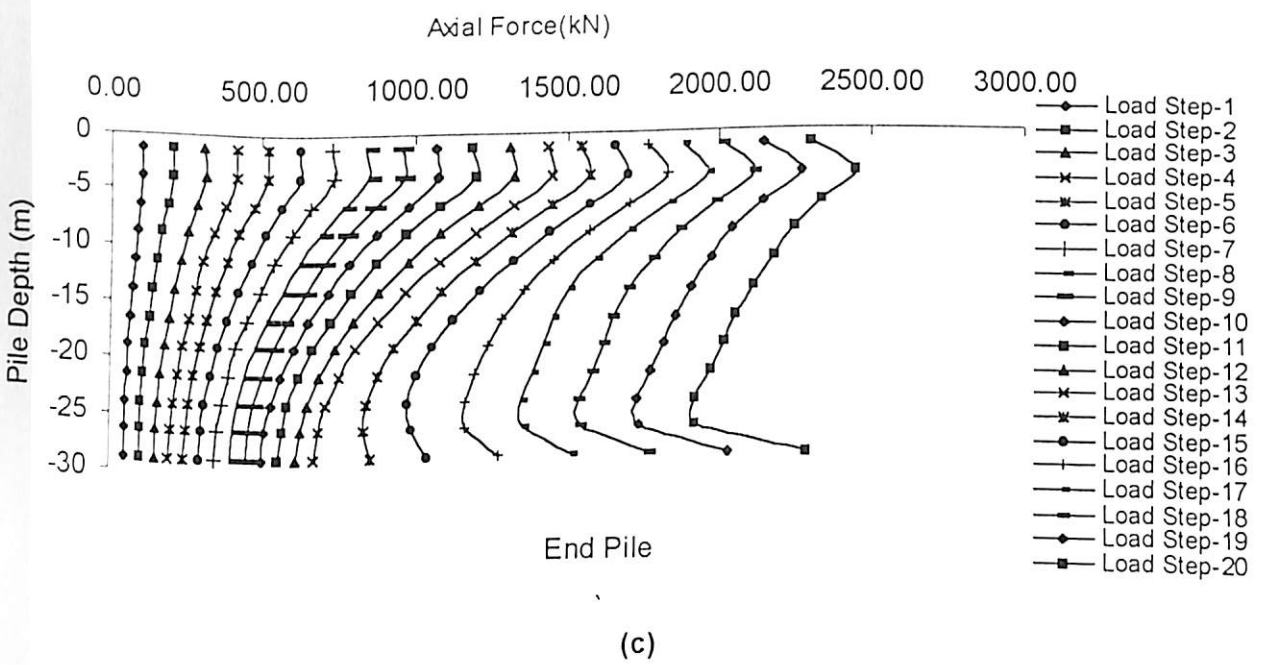 Axial Force(kN)
0.00 500.00 1000.00 1500.00 2000.00 2500.00 3000.00
Pile Depth (m)
0
-5
-10
-15
-20
-25
-30
Load Step-1
Load Step-2
Load Step-3
Load Step-4
Load Step-5
Load Step-6
Load Step-7
Load Step-8
Load Step-9
Load Step-10
Load Step-11
Load Step-12
Load Step-13
Load Step-14
Load Step-15
Load Step-16
Load Step-17
Load Step-18
Load Step-19
Load Step-20
End Pile
(c)